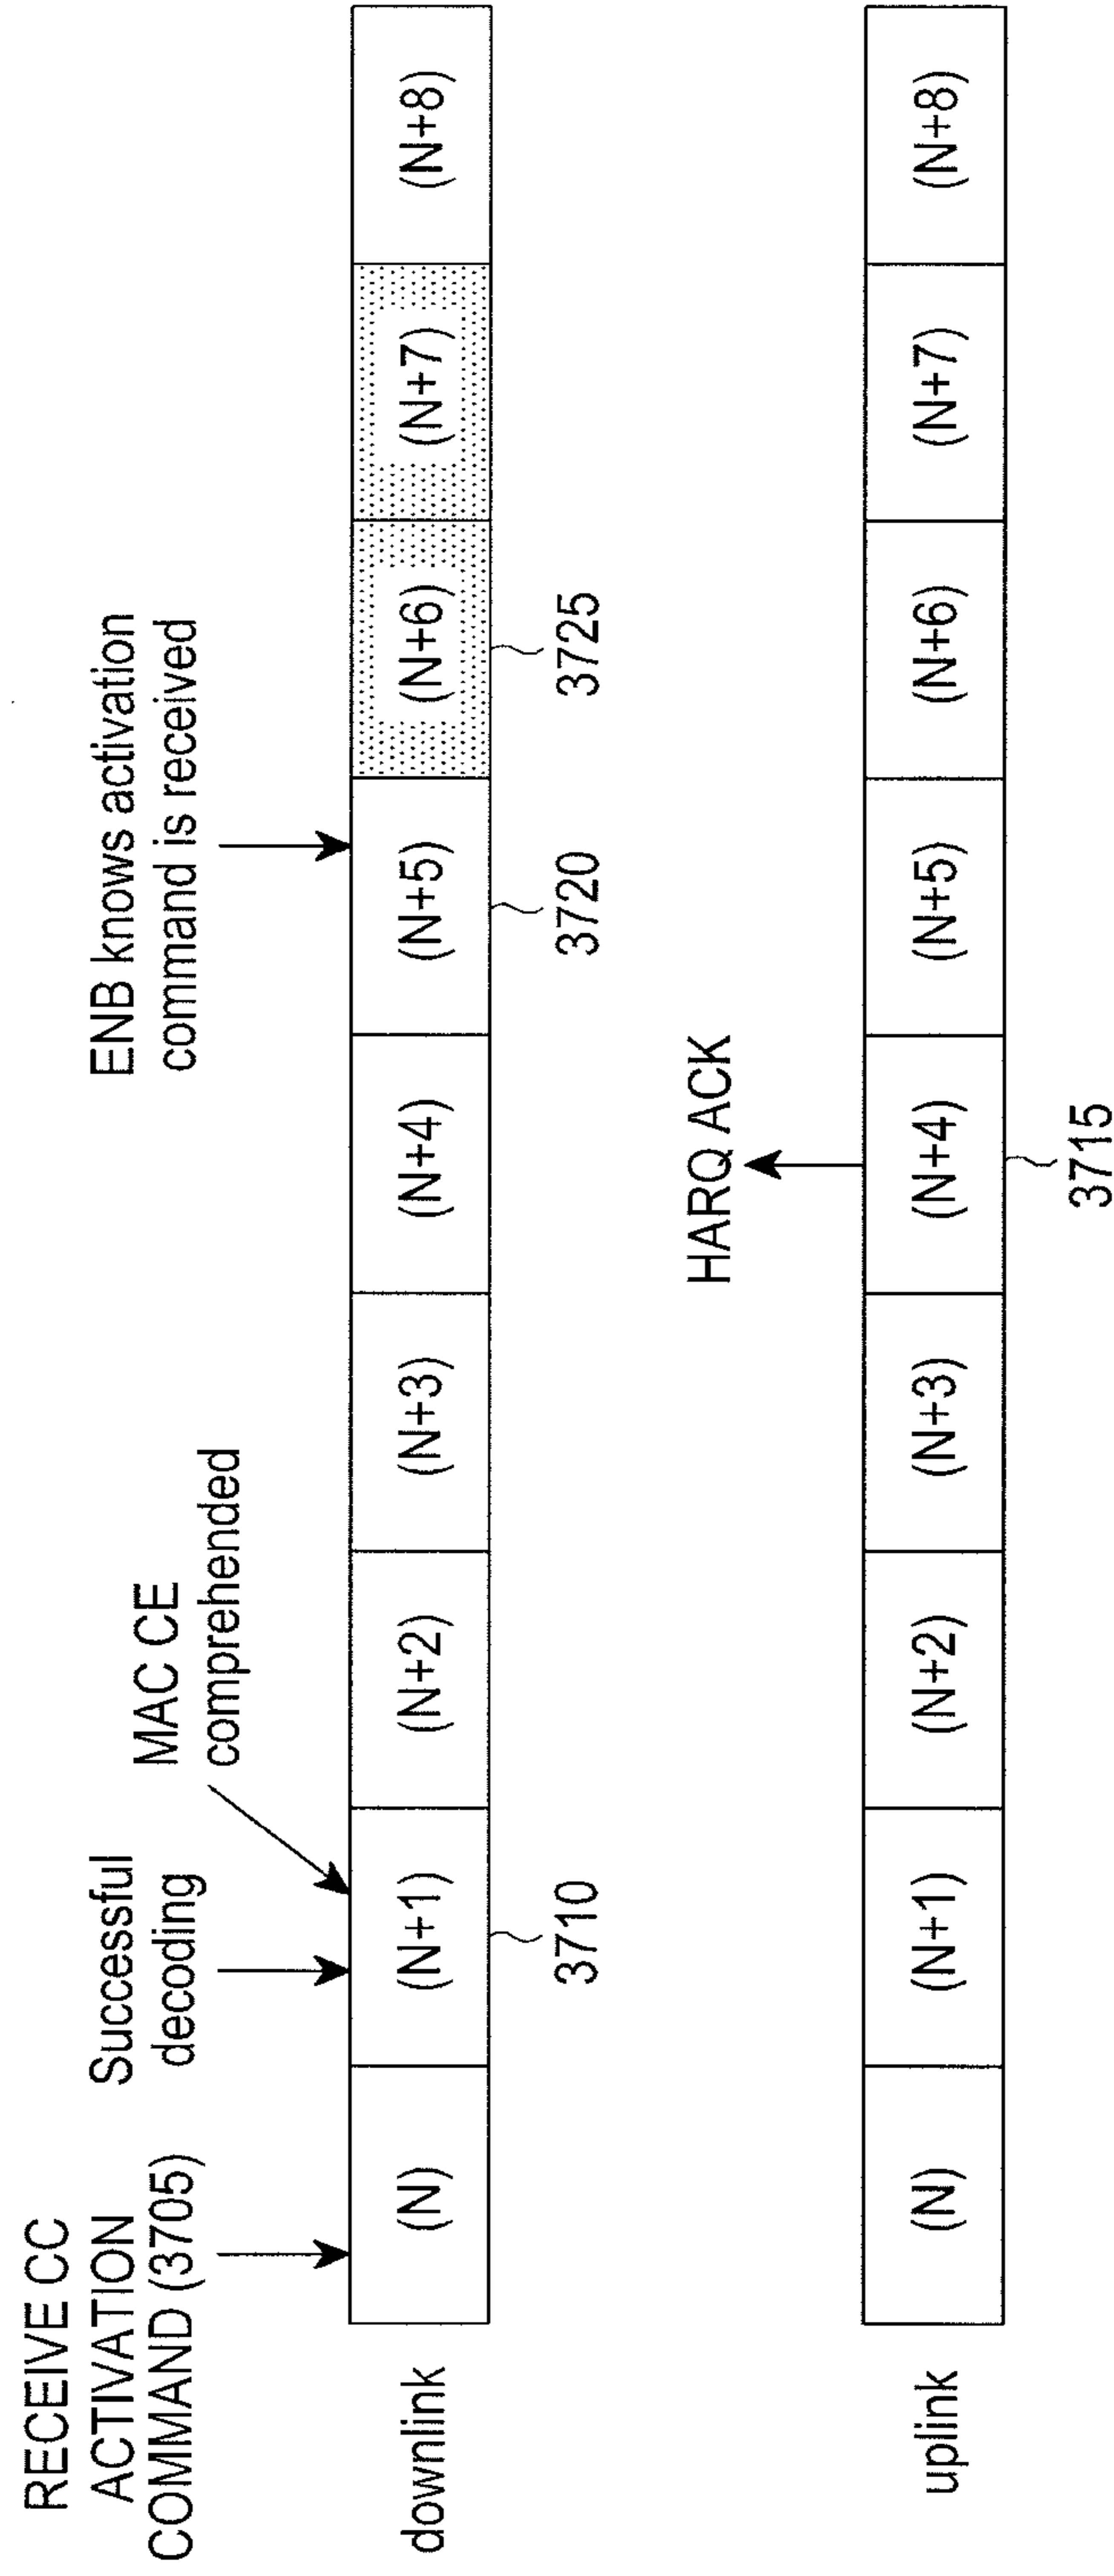 RECEIVE CC
ACTIVATION
COMMAND (3705)
Successful
decoding
MAC CE
comprehended
ENB knows activation
command is received
downlink
(N)
(N+1)
(N+2)
(N+3)
(N+4)
(N+5)
(N+6)
(N+7)
(N+8)
3710
3720
3725
HARQ ACK
uplink
(N)
(N+1)
(N+2)
(N+3)
(N+4)
(N+5)
(N+6)
(N+7)
(N+8)
3715